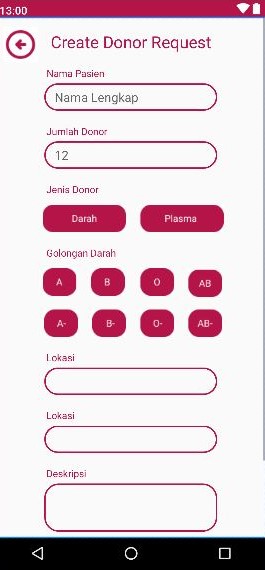 13:00
Create Donor Request
Nama Pasien
Nama Lengkap
Jumlah Donor
12
Jenis Donor
Darah Plasma
Golongan Darah
A B O AB
A- B- O- AB-
Lokasi
Lokasi
Deskripsi